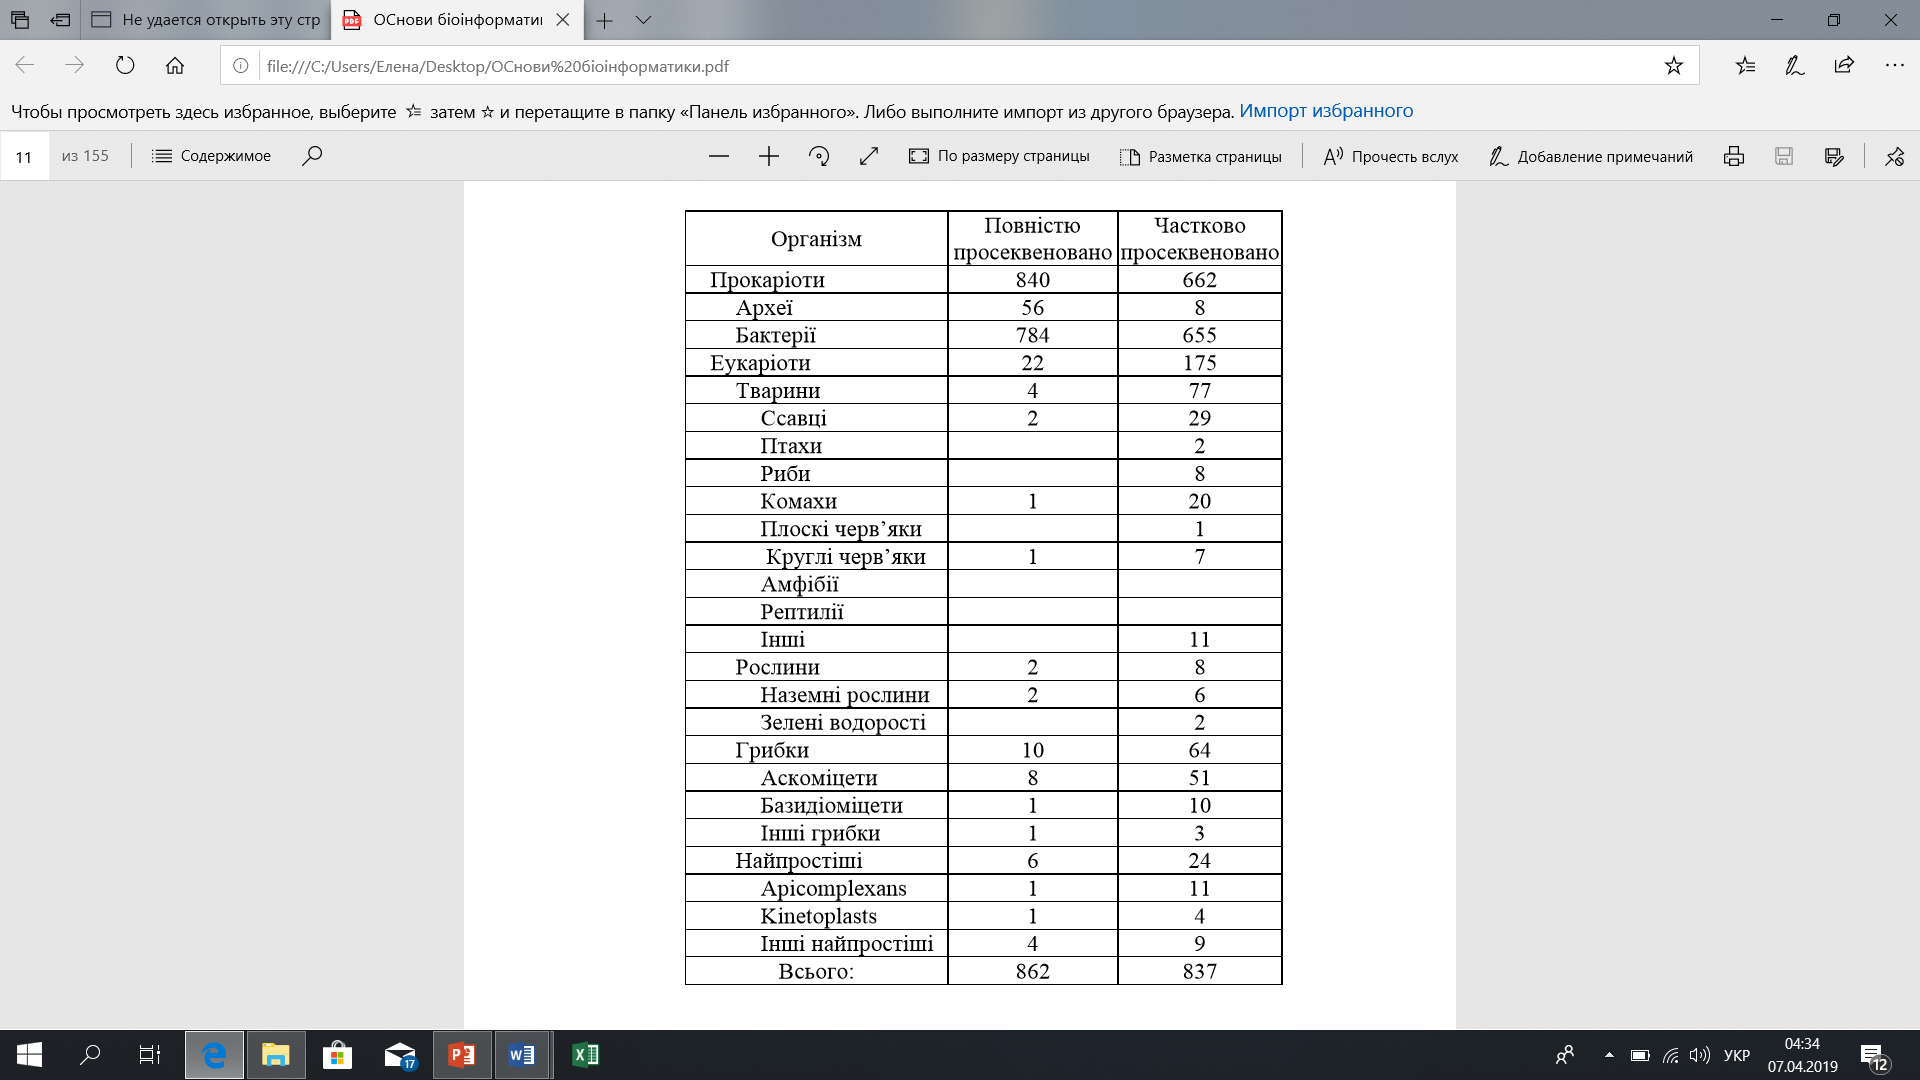 Не удается открыть эту стр
ОСнови біоінформати
file:///C:/Users/Елена/Desktop/ОСнови%20біоінформатики.pdf
Чтобы просмотреть здесь избранное, выберите затем и перетащите в папку «Панель избранного». Либо выполните импорт из другого браузера. Импорт избранного
11 из 155 Содержимое По размеру страницы Разметка страницы Прочесть вслух Добавление примечаний
Організм Повністю просеквеновано Частково просеквеновано
Прокаріоти 840 662
Археї 56 8
Бактерії 784 655
Еукаріоти 22 175
Тварини 4 77
Ссавці 2 29
Птахи 2
Риби 8
Комахи 1 20
Плоскі черв’яки 1
Круглі черв’яки 1 7
Амфібії
Рептилії
Інші 11
Рослини 2 8
Наземні рослини 2 6
Зелені водорості 2
Грибки 10 64
Аскоміцети 8 51
Базидіоміцети 1 10
Інші грибки 1 3
Найпростіші 6 24
Apicomplexans 1 11
Kinetoplasts 1 4
Інші найпростіші 4 9
Всього: 862 837
17
УКР
04:34
07.04.2019
12